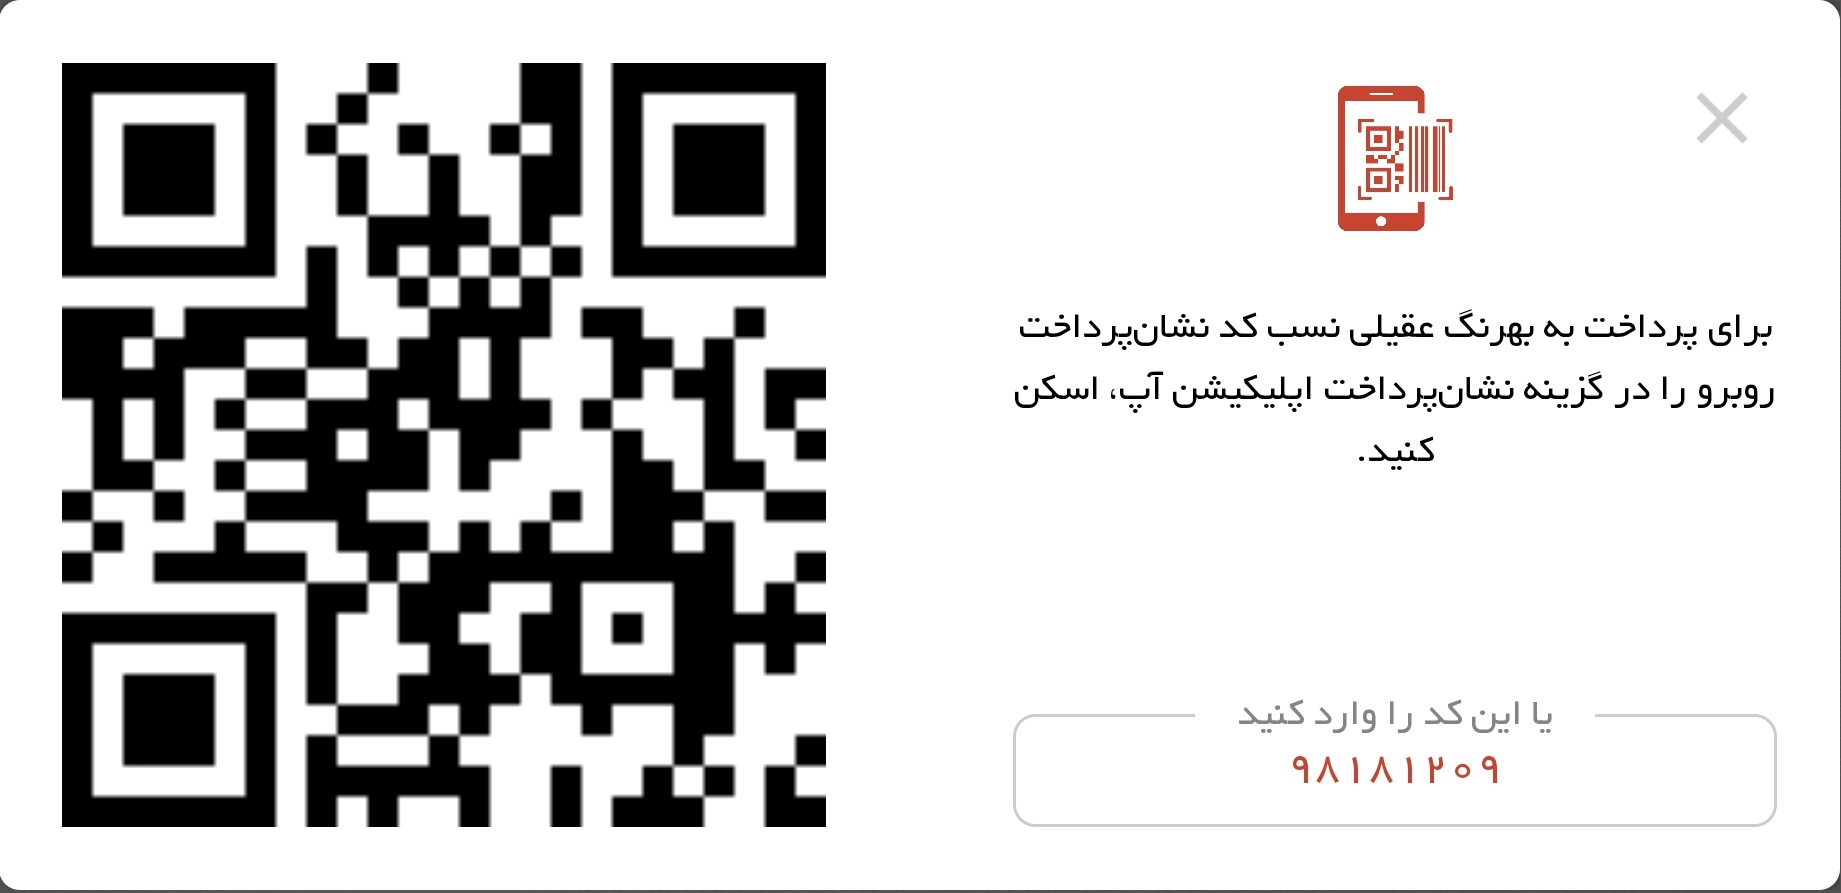 برای پرداخت به بهرنگ عقیلی نسب کد نشان‌پرداخت
روبرو را در گزینه نشان‌پرداخت اپلیکیشن آپ، اسکن
کنید.
یا این کد را وارد کنید
۹۸۱۸۱۲۰۹